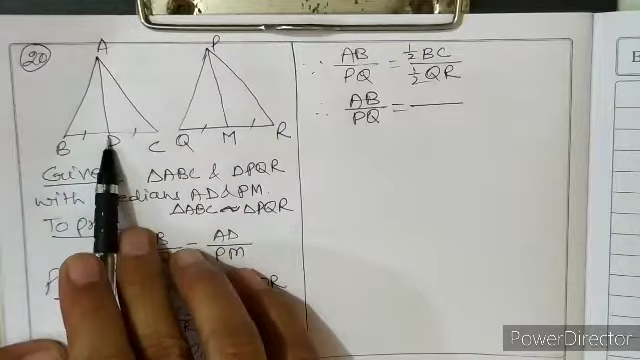 20
A
P
B D C Q M R
Given ΔABC & ΔPQR
with medians AD & PM.
ΔABC ~ ΔPQR
To
AD
PM
R
∴ AB/PQ = ½BC/½QR
∴ AB/PQ =
PowerDirector